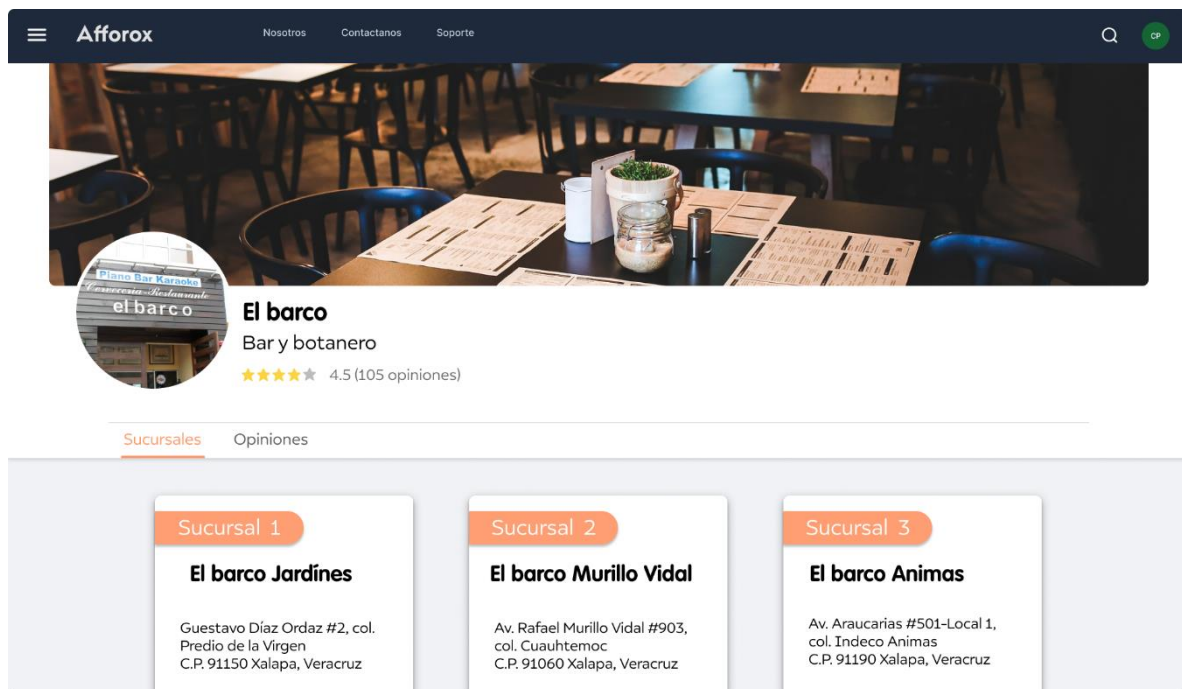 Afforox
Nosotros
Contactanos
Soporte
CP
Piano Bar Karaoke
Cervecería-Restaurante
el barco
El barco
Bar y botanero
4.5 (105 opiniones)
Sucursales
Opiniones
Sucursal 1
El barco Jardínes
Guestavo Díaz Ordaz #2, col.
Predio de la Virgen
C.P. 91150 Xalapa, Veracruz
Sucursal 2
El barco Murillo Vidal
Av. Rafael Murillo Vidal #903,
col. Cuauhtemoc
C.P. 91060 Xalapa, Veracruz
Sucursal 3
El barco Animas
Av. Araucarias #501-Local 1,
col. Indeco Animas
C.P. 91190 Xalapa, Veracruz